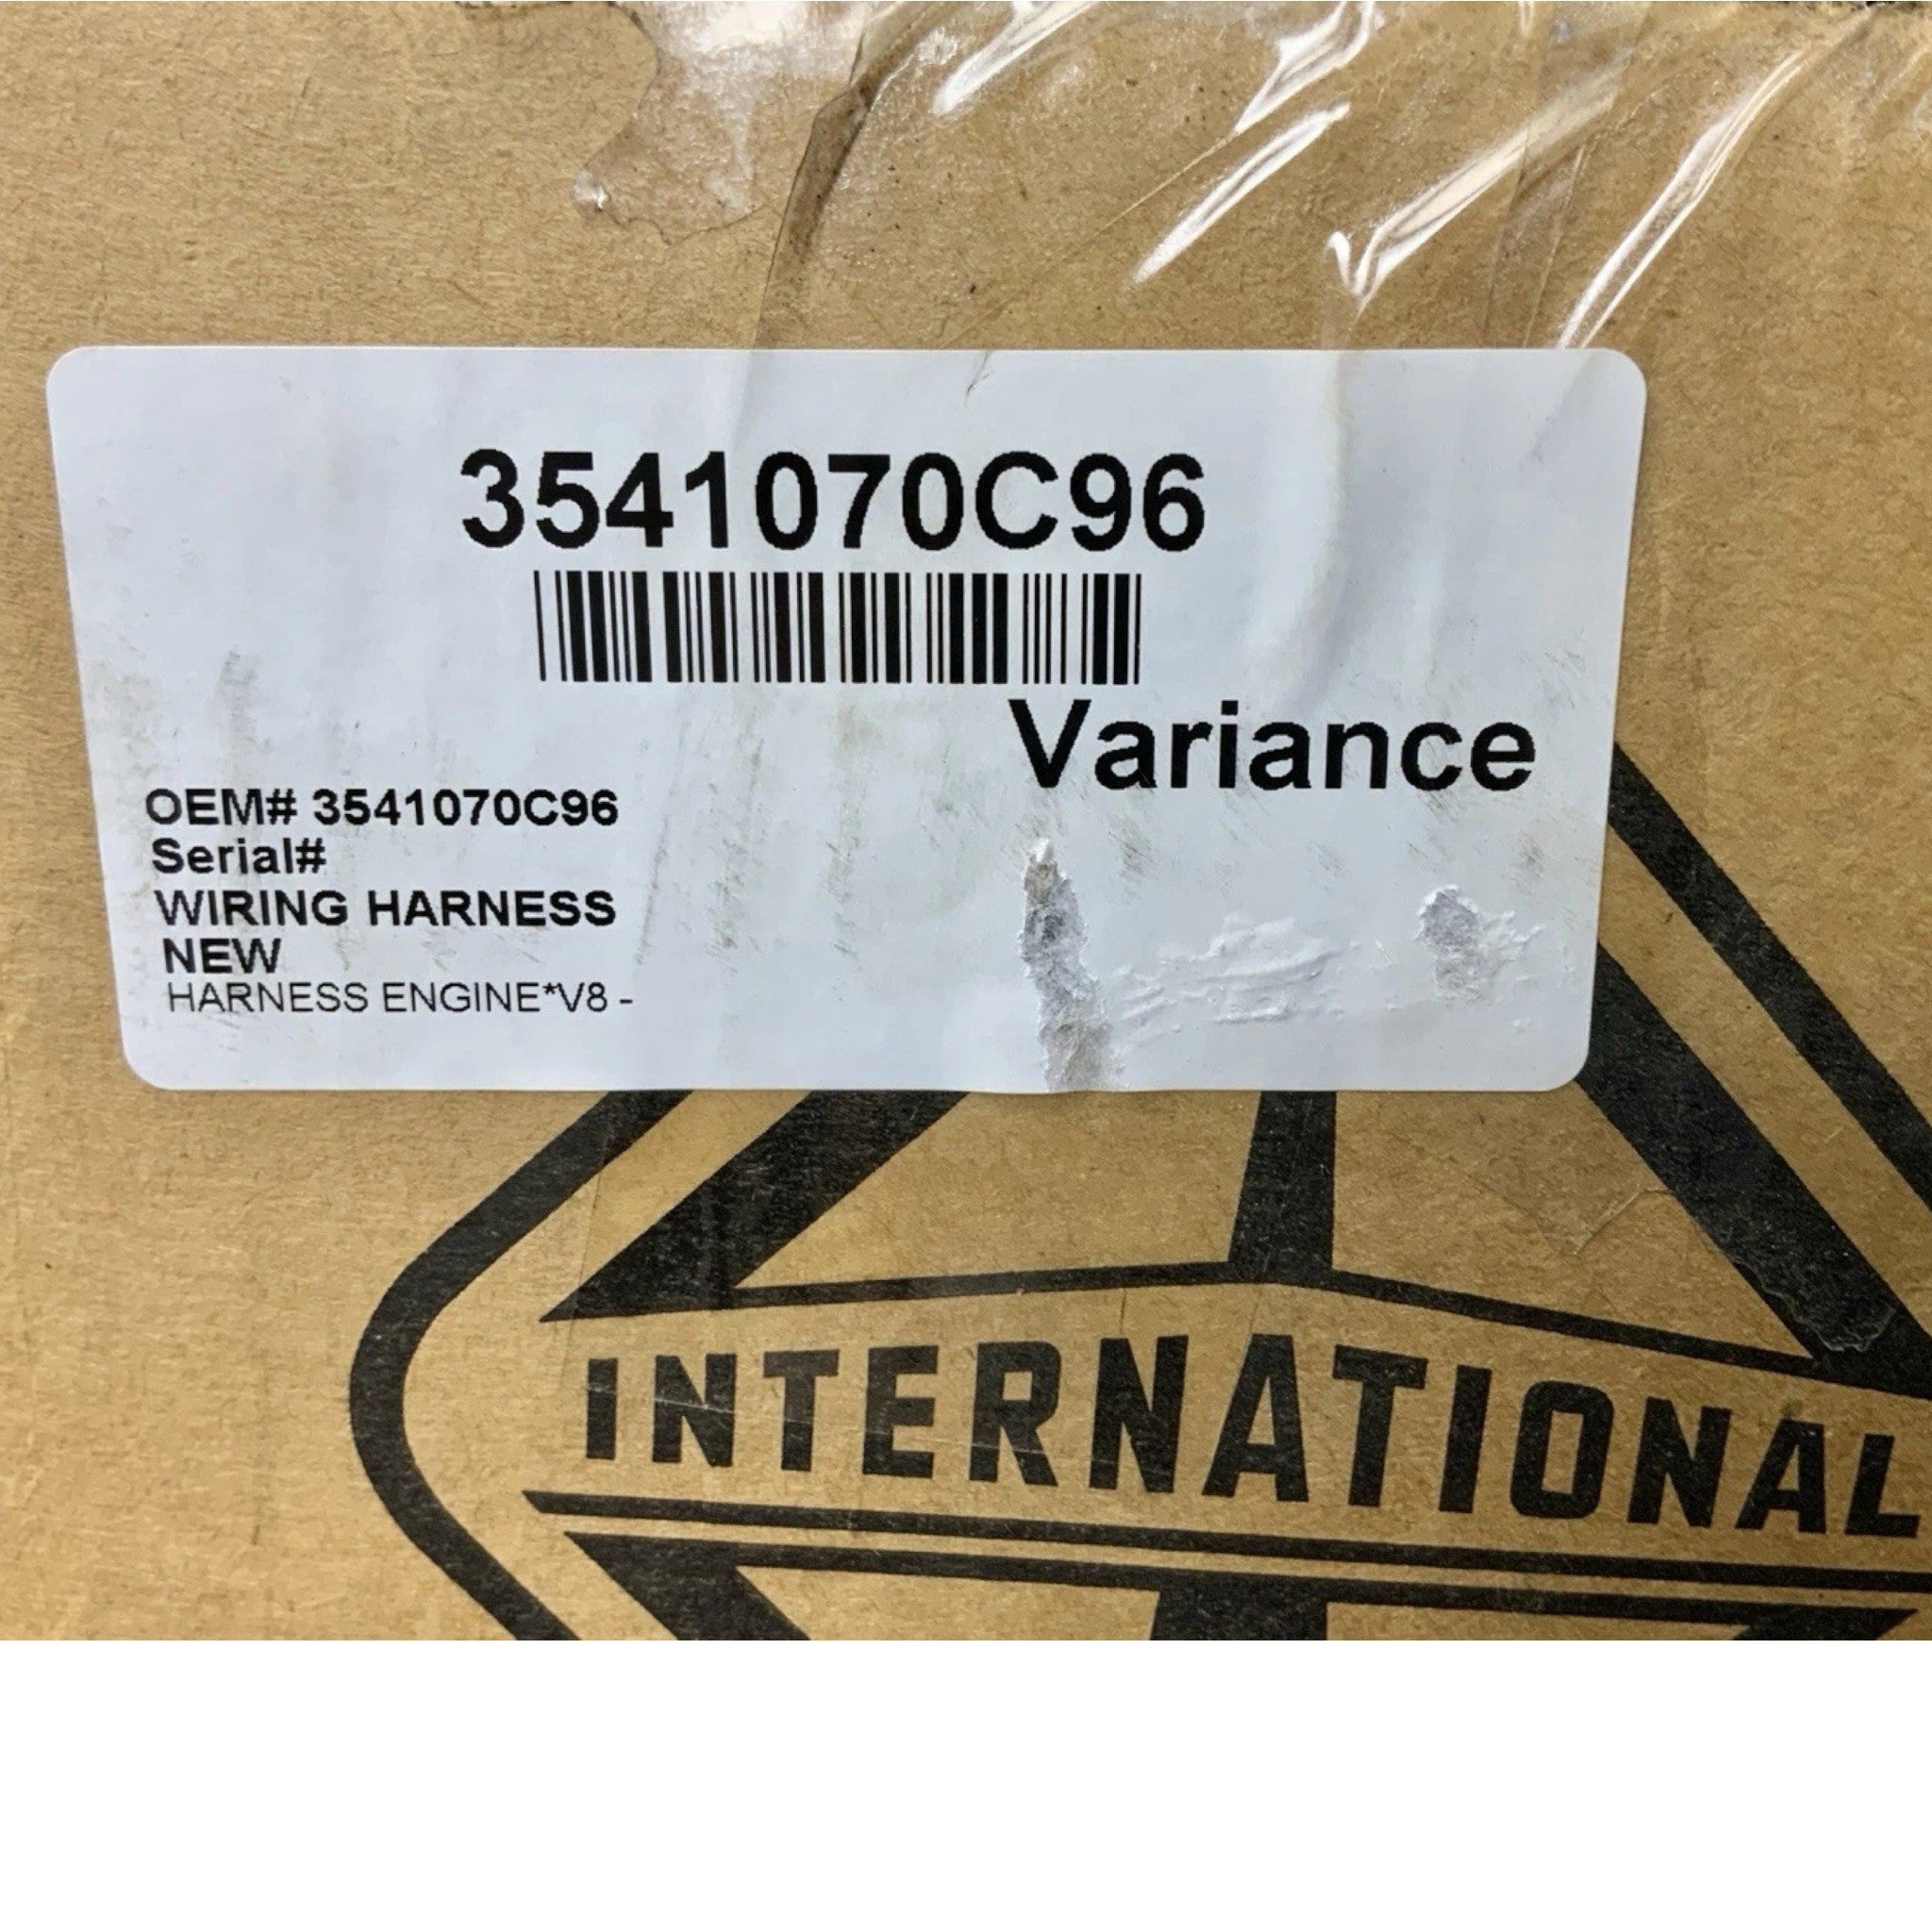 3541070C96
Variance
OEM# 3541070C96
Serial#
WIRING HARNESS
NEW
HARNESS ENGINE*V8 -
INTERNATIONAL